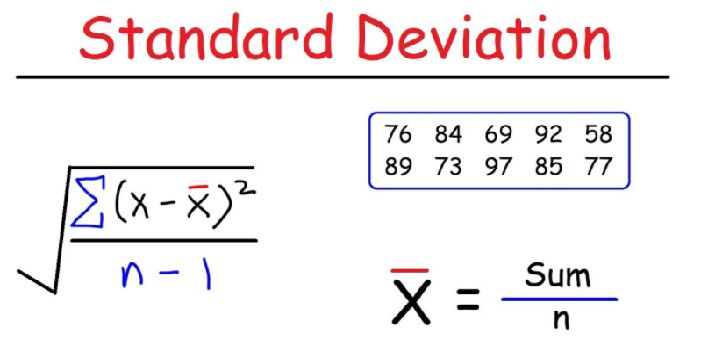 Standard Deviation
76 84 69 92 58
89 73 97 85 77
√(∑(x - x̄)²
n - 1
x̄ = Sum
n